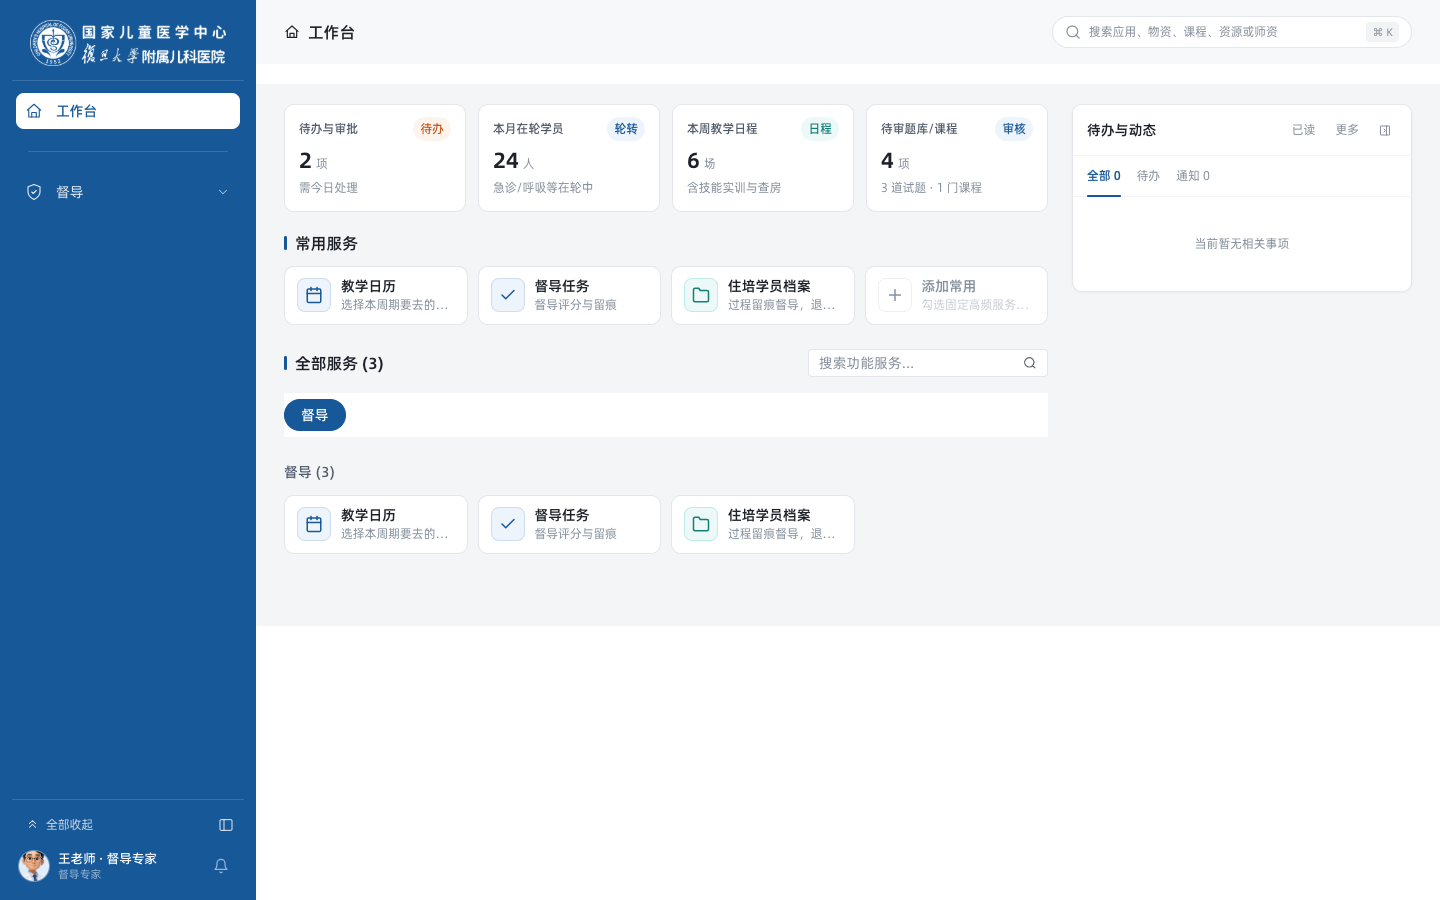 国家儿童医学中心
復旦大学附属儿科医院
工作台
督导
全部收起
王老师 · 督导专家
督导专家
工作台
搜索应用、物资、课程、资源或师资
⌘ K
待办与审批
待办
2 项
需今日处理
本月在轮学员
轮转
24 人
急诊/呼吸等在轮中
本周教学日程
日程
6 场
含技能实训与查房
待审题库/课程
审核
4 项
3 道试题 · 1 门课程
常用服务
教学日历
选择本周期要去的...
督导任务
督导评分与留痕
住培学员档案
过程留痕督导，退...
添加常用
勾选固定高频服务...
全部服务 (3)
搜索功能服务...
督导
督导 (3)
教学日历
选择本周期要去的...
督导任务
督导评分与留痕
住培学员档案
过程留痕督导，退...
待办与动态
已读
更多
全部 0
待办
通知 0
当前暂无相关事项